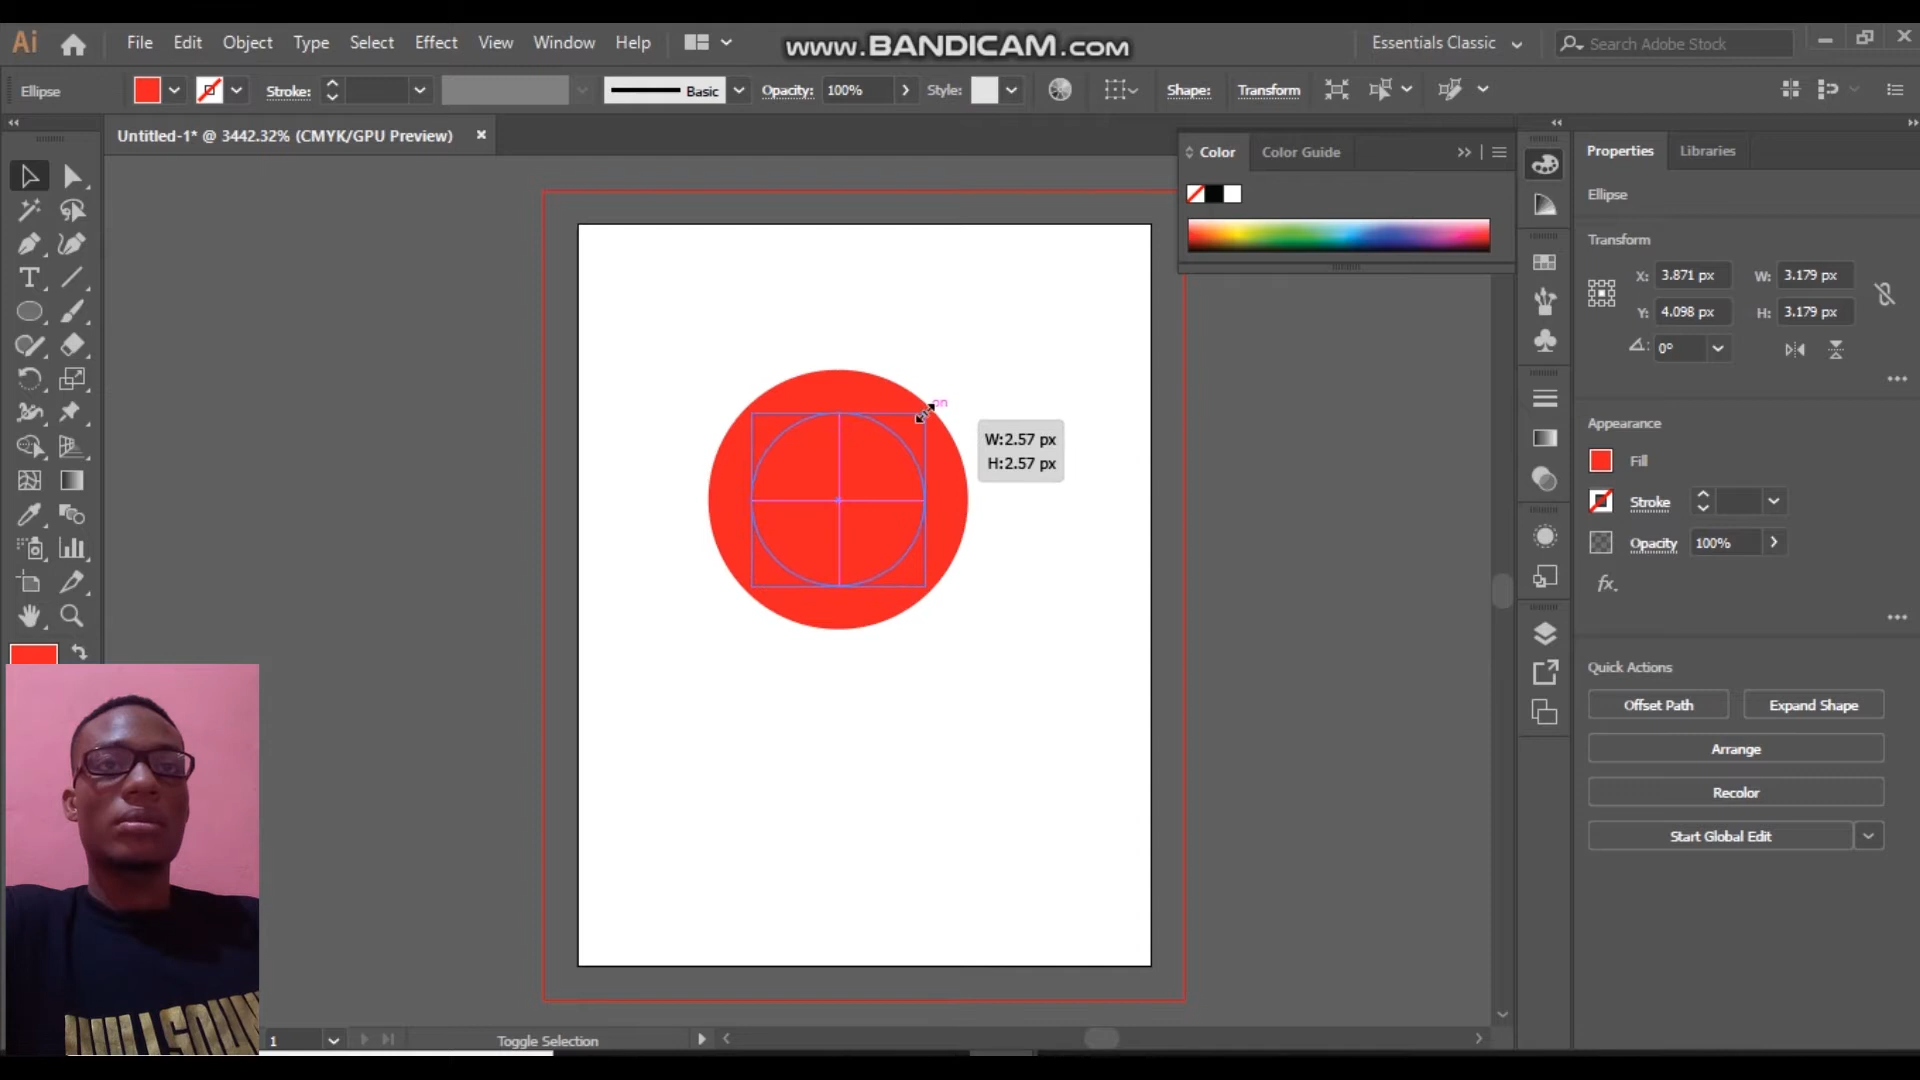 Ai File Edit Object Type Select Effect View Window Help www.BANDICAM.com Essentials Classic Search Adobe Stock
Ellipse Stroke: Basic Opacity: 100% Style: Shape: Transform
Untitled-1* @ 3442.32% (CMYK/GPU Preview)
Color Color Guide
Properties Libraries
Ellipse
Transform
X: 3.871 px W: 3.179 px
Y: 4.098 px H: 3.179 px
0°
on
W:2.57 px
H:2.57 px
Appearance
Fill
Stroke
Opacity 100%
fx.
Quick Actions
Offset Path Expand Shape
Arrange
Recolor
Start Global Edit
1 Toggle Selection